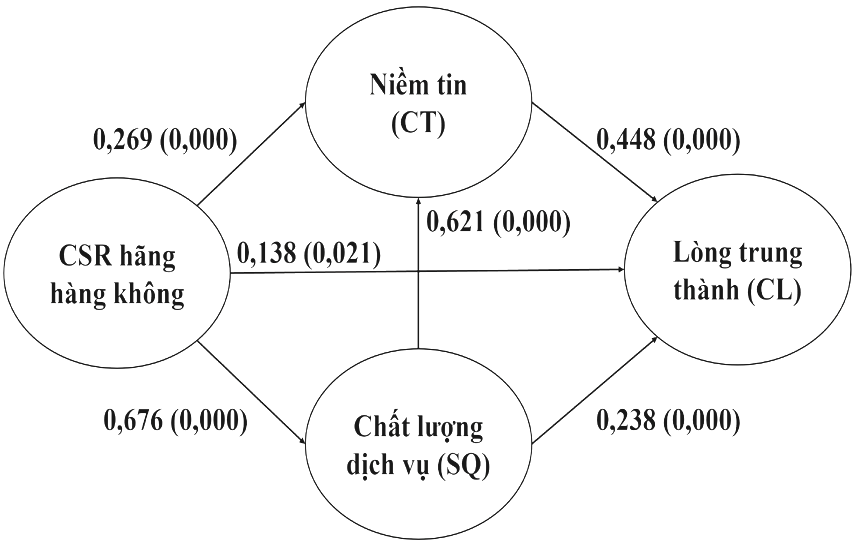 Niềm tin
(CT)
0,269 (0,000)
0,448 (0,000)
CSR hãng
hàng không
0,138 (0,021)
0,621 (0,000)
Lòng trung
thành (CL)
0,676 (0,000)
Chất lượng
dịch vụ (SQ)
0,238 (0,000)